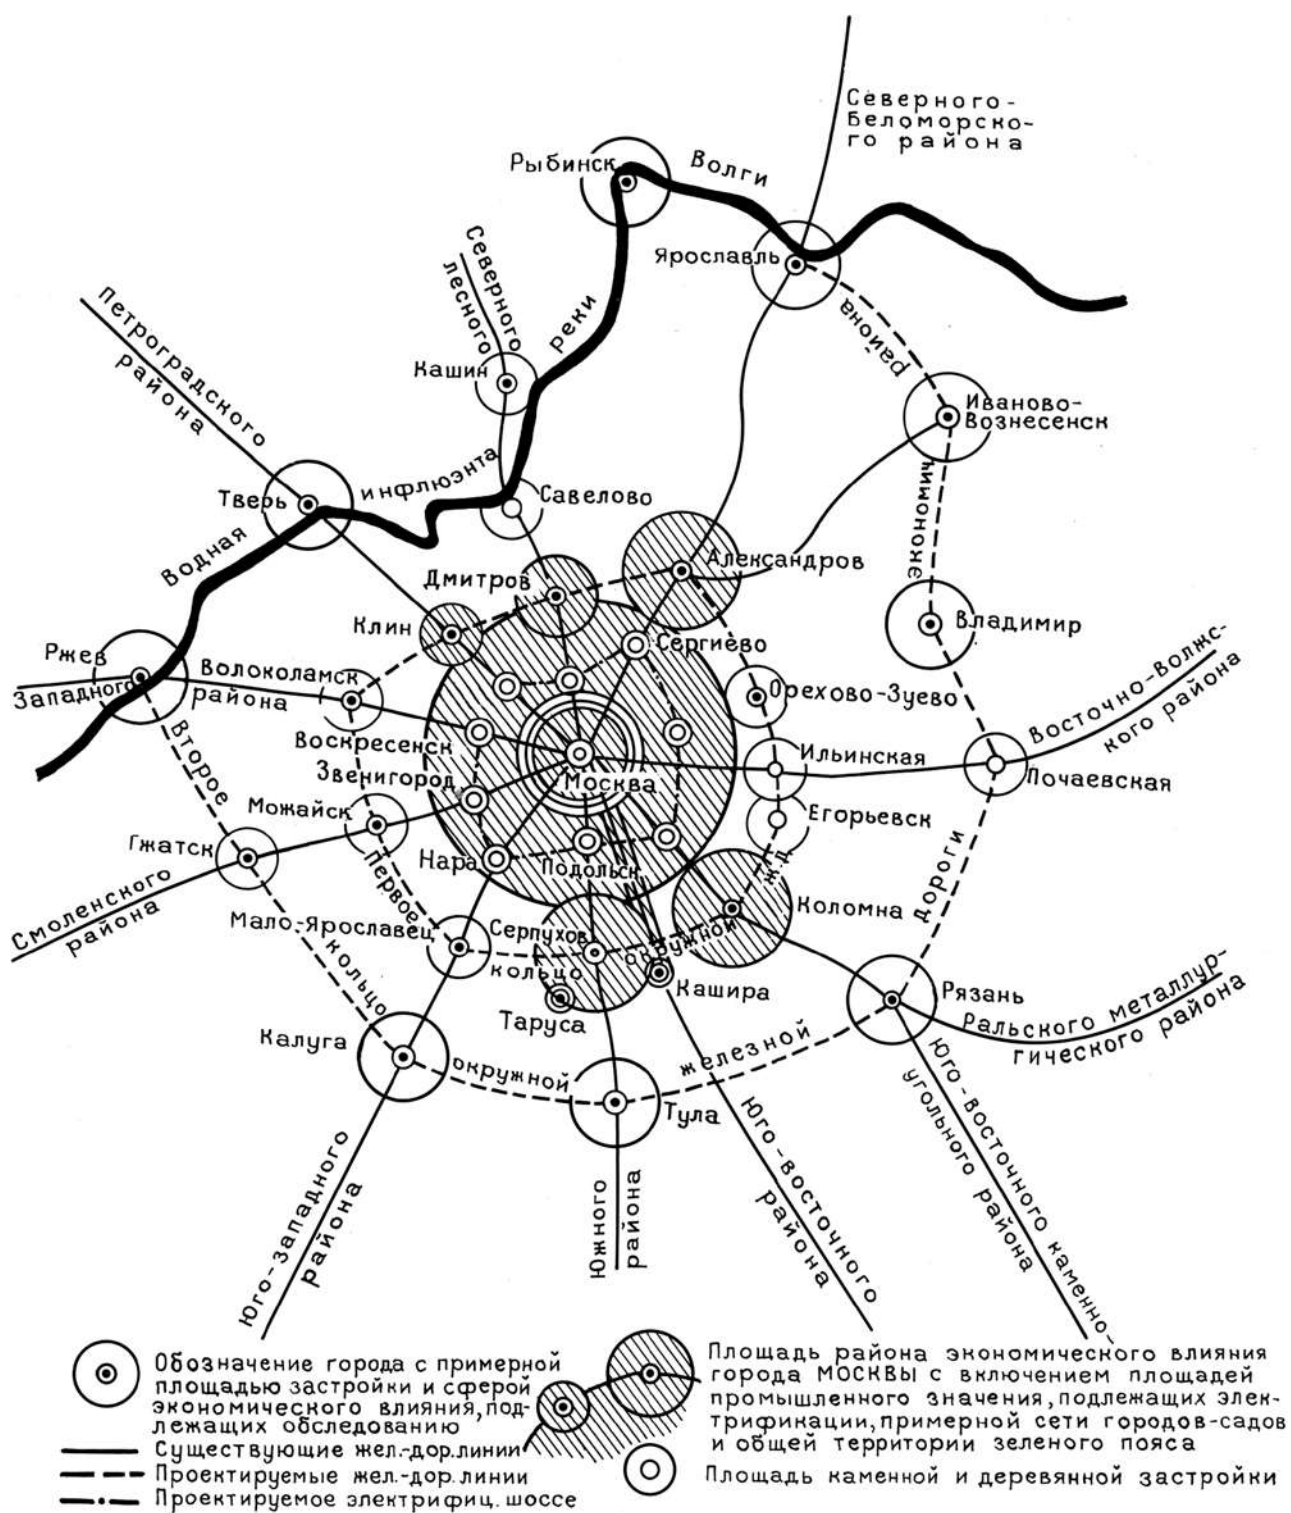 Северного-
Беломорско-
го района
Рыбинск
Волги
Ярославль
Северного
лесного
района
Петроградского
района
реки
Кашин
Иваново-
Вознесенск
инфлюэнта
экономич.
Тверь
Савелово
Водная
Александров
Дмитров
Клин
Сергиево
Владимир
Ржев
Западного
района
Волоколамск
Орехово-Зуево
Восточно-Волжс-
кого района
Второе
Воскресенск
Ильинская
Почаевская
Звенигород
Москва
Можайск
Егорьевск
Гжатск
Нара
Подольск
ж.д.
дороги
Смоленского
района
Первое
Коломна
Мало-Ярославец
Серпухов
окружной
кольцо
кольцо
Кашира
Рязань
Таруса
ральского металлур-
гического района
Калуга
окружной
железной
Тула
Юго-западного
района
Южного
района
Юго-восточного
района
Юго-восточного каменно-
угольного района
Обозначение города с примерной
площадью застройки и сферой
экономического влияния, под-
лежащих обследованию
Существующие жел.-дор. линии
Проектируемые жел.-дор. линии
Проектируемое электрифиц. шоссе
Площадь района экономического влияния
города МОСКВЫ с включением площадей
промышленного значения, подлежащих элек-
трификации, примерной сети городов-садов
и общей территории зеленого пояса
Площадь каменной и деревянной застройки